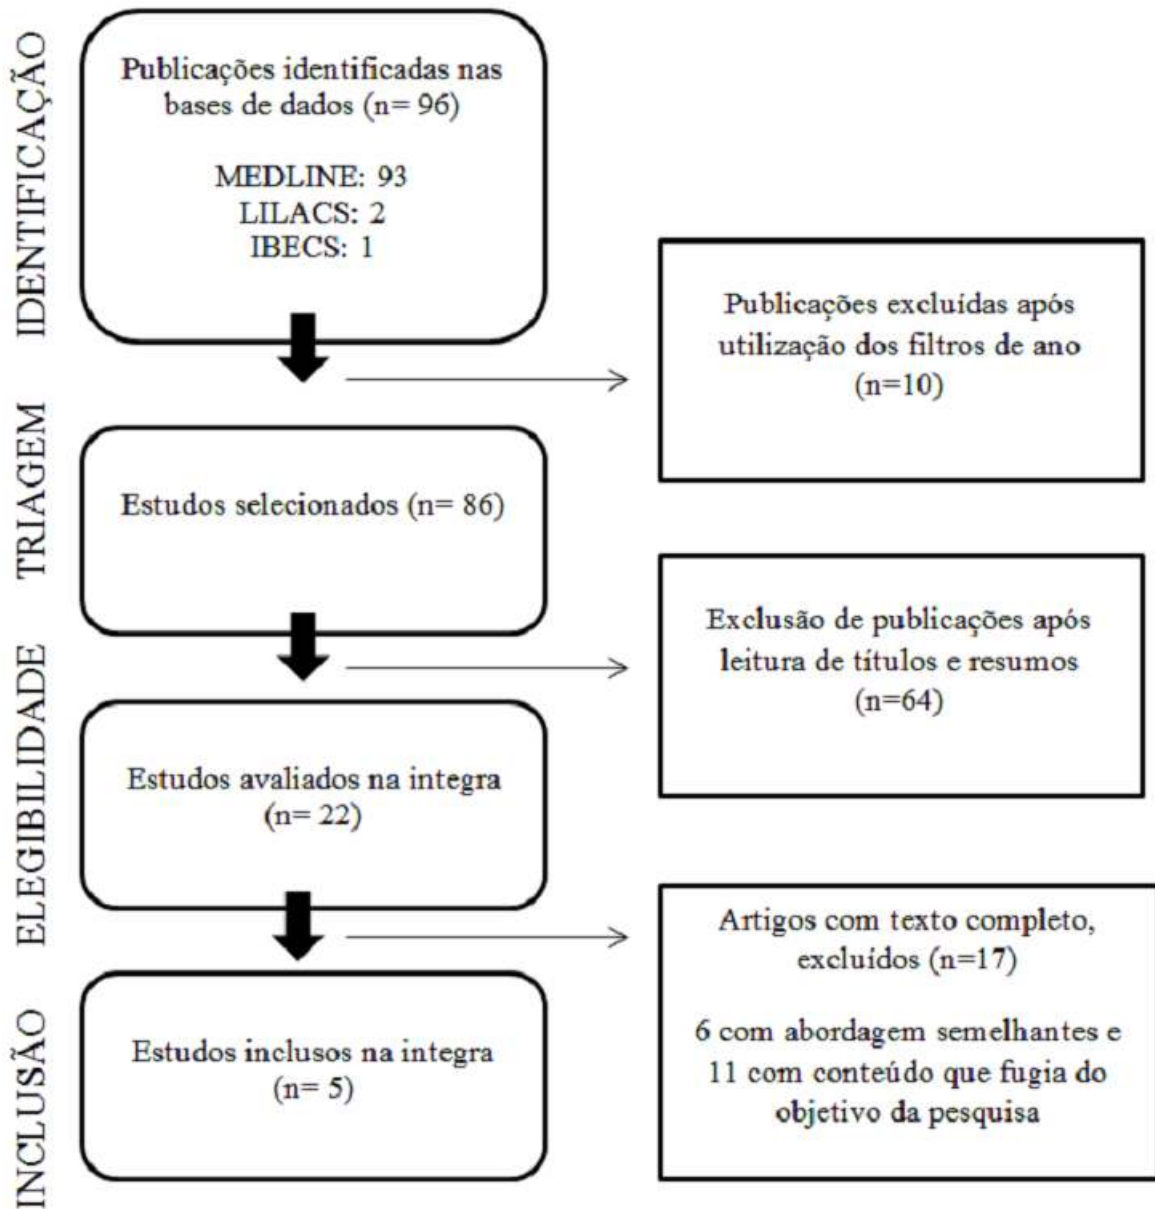 IDENTIFICAÇÃO
Publicações identificadas nas
bases de dados (n= 96)
MEDLINE: 93
LILACS: 2
IBECS: 1
Publicações excluídas após
utilização dos filtros de ano
(n=10)
TRIAGEM
Estudos selecionados (n= 86)
Exclusão de publicações após
leitura de títulos e resumos
(n=64)
ELEGIBILIDADE
Estudos avaliados na integra
(n= 22)
Artigos com texto completo,
excluídos (n=17)
6 com abordagem semelhantes e
11 com conteúdo que fugia do
objetivo da pesquisa
INCLUSÃO
Estudos inclusos na integra
(n= 5)